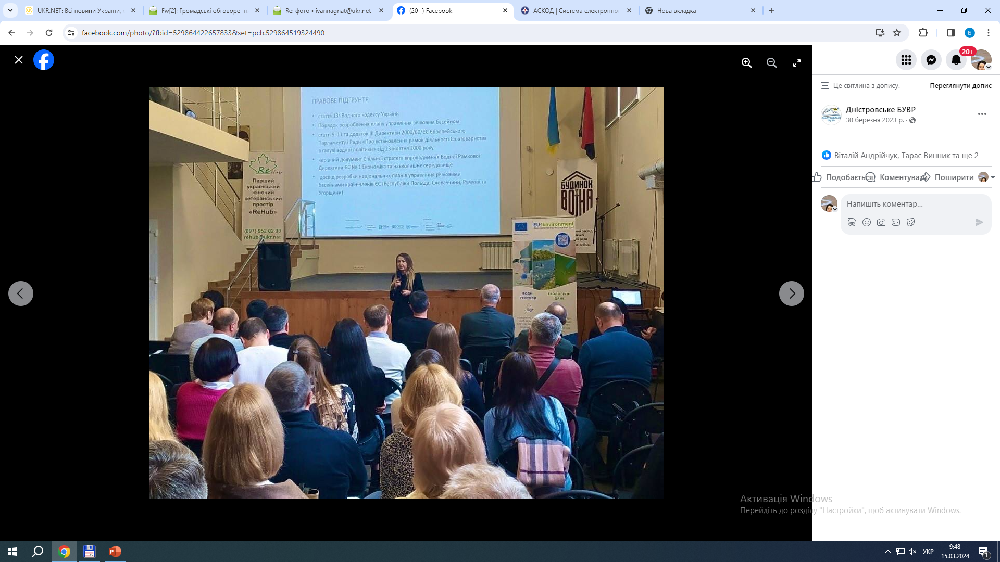 UKR.NET: Всі новини України,
Fw[2]: Громадські обговоренн
Re: фото • ivannagnat@ukr.net
(20+) Facebook
АСКОД | Система електронног
Нова вкладка
facebook.com/photo/?fbid=529864422657833&set=pcb.529864519324490
Б
20+
Це світлина з допису.
Переглянути допис
Дністровське БУВР
30 березня 2023 р. ·
Віталій Андрійчук, Тарас Винник та ще 2
Подобається
Коментувати
Поширити
Напишіть коментар...
GIF
ПРАВОВЕ ПІДҐРУНТЯ
• стаття 13² Водного кодексу України
• Порядок розроблення плану управління річковим басейном
• статті 9, 11 та додаток III Директиви 2000/60/ЄС Європейського
Парламенту і Ради «Про встановлення рамок діяльності Співтовариства
в галузі водної політики» від 23 жовтня 2000 року
• керівний документ Спільної стратегії впровадження Водної Рамкової
Директиви ЄС № 1 Економіка та навколишнє середовище
• досвід розробки національних планів управління річковими
басейнами країн-членів ЄС (Республіки Польща, Словаччини, Румунії та
Угорщини)
ReHub
Перший
український
жіночий
ветеранський
простір
«ReHub»
(097) 952 02 90
rehub@ukr.net
БУДИНОК
ВОЇНА
EU4Environment
Водні ресурси та екологічні дані
ВОДНІ
РЕСУРСИ
ЕКОЛОГІЧНІ
ДАНІ
Активація Windows
Перейдіть до розділу "Настройки", щоб активувати Windows.
УКР
9:48
15.03.2024
1